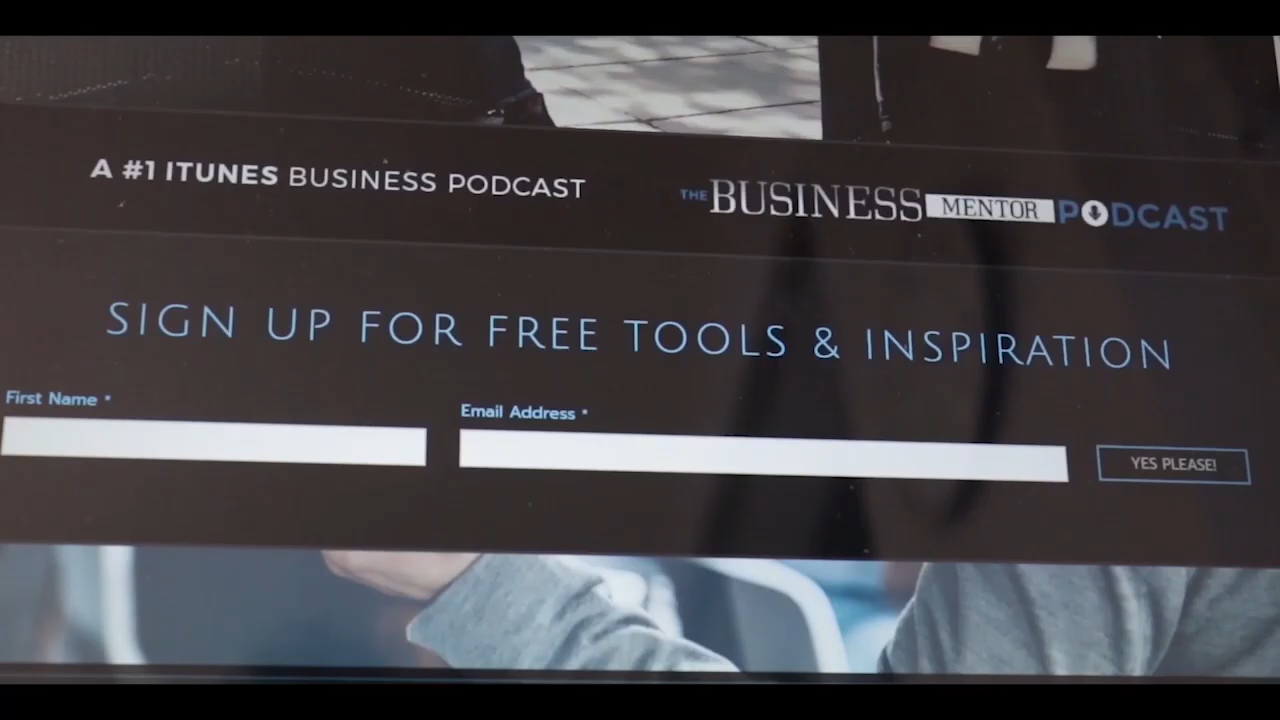 A #1 ITUNES BUSINESS PODCAST
THE BUSINESS MENTOR PODCAST
SIGN UP FOR FREE TOOLS & INSPIRATION
First Name *
Email Address *
YES PLEASE!